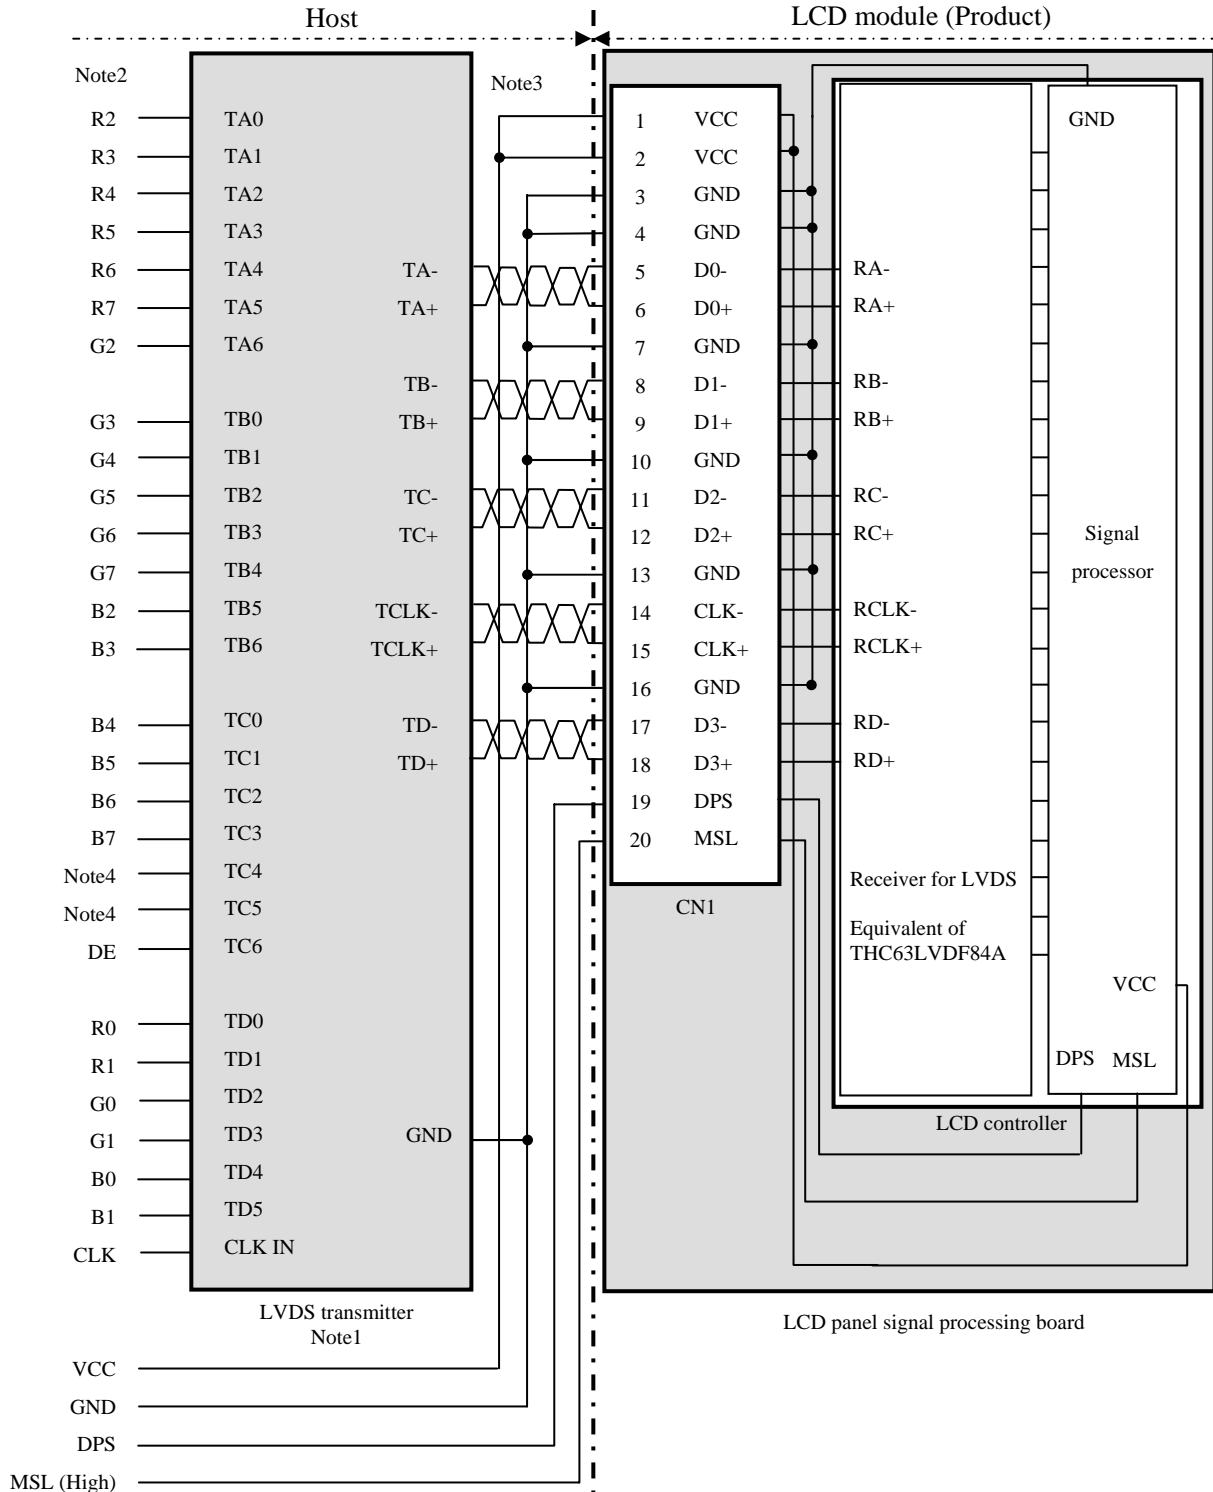 Host
LCD module (Product)
Note2
Note3
R2 TA0
R3 TA1
R4 TA2
R5 TA3
R6 TA4 TA-
R7 TA5 TA+
G2 TA6
TB-
G3 TB0 TB+
G4 TB1
G5 TB2 TC-
G6 TB3 TC+
G7 TB4
B2 TB5 TCLK-
B3 TB6 TCLK+
B4 TC0 TD-
B5 TC1 TD+
B6 TC2
B7 TC3
Note4 TC4
Note4 TC5
DE TC6
R0 TD0
R1 TD1
G0 TD2
G1 TD3 GND
B0 TD4
B1 TD5
CLK CLK IN
LVDS transmitter
Note1
VCC
GND
DPS
MSL (High)
1 VCC
2 VCC
3 GND
4 GND
5 D0- RA-
6 D0+ RA+
7 GND
8 D1- RB-
9 D1+ RB+
10 GND
11 D2- RC-
12 D2+ RC+
13 GND
14 CLK- RCLK-
15 CLK+ RCLK+
16 GND
17 D3- RD-
18 D3+ RD+
19 DPS
20 MSL
CN1
Receiver for LVDS
Equivalent of
THC63LVDF84A
GND
Signal
processor
VCC
DPS MSL
LCD controller
LCD panel signal processing board